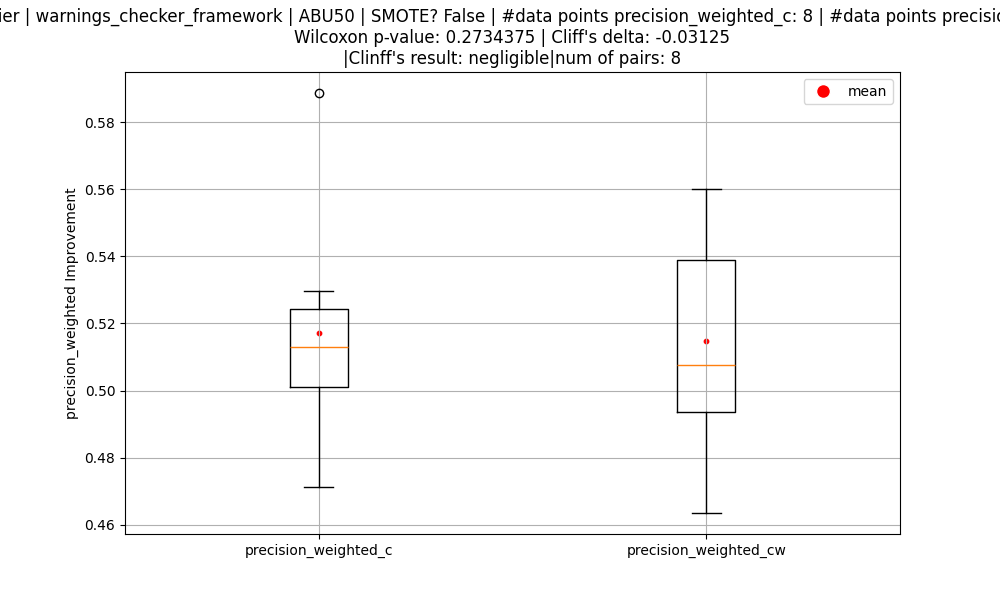 ier | warnings_checker_framework | ABU50 | SMOTE? False | #data points precision_weighted_c: 8 | #data points precisio
Wilcoxon p-value: 0.2734375 | Cliff's delta: -0.03125
|Clinff's result: negligible|num of pairs: 8
mean
precision_weighted Improvement
0.58
0.56
0.54
0.52
0.50
0.48
0.46
precision_weighted_c
precision_weighted_cw